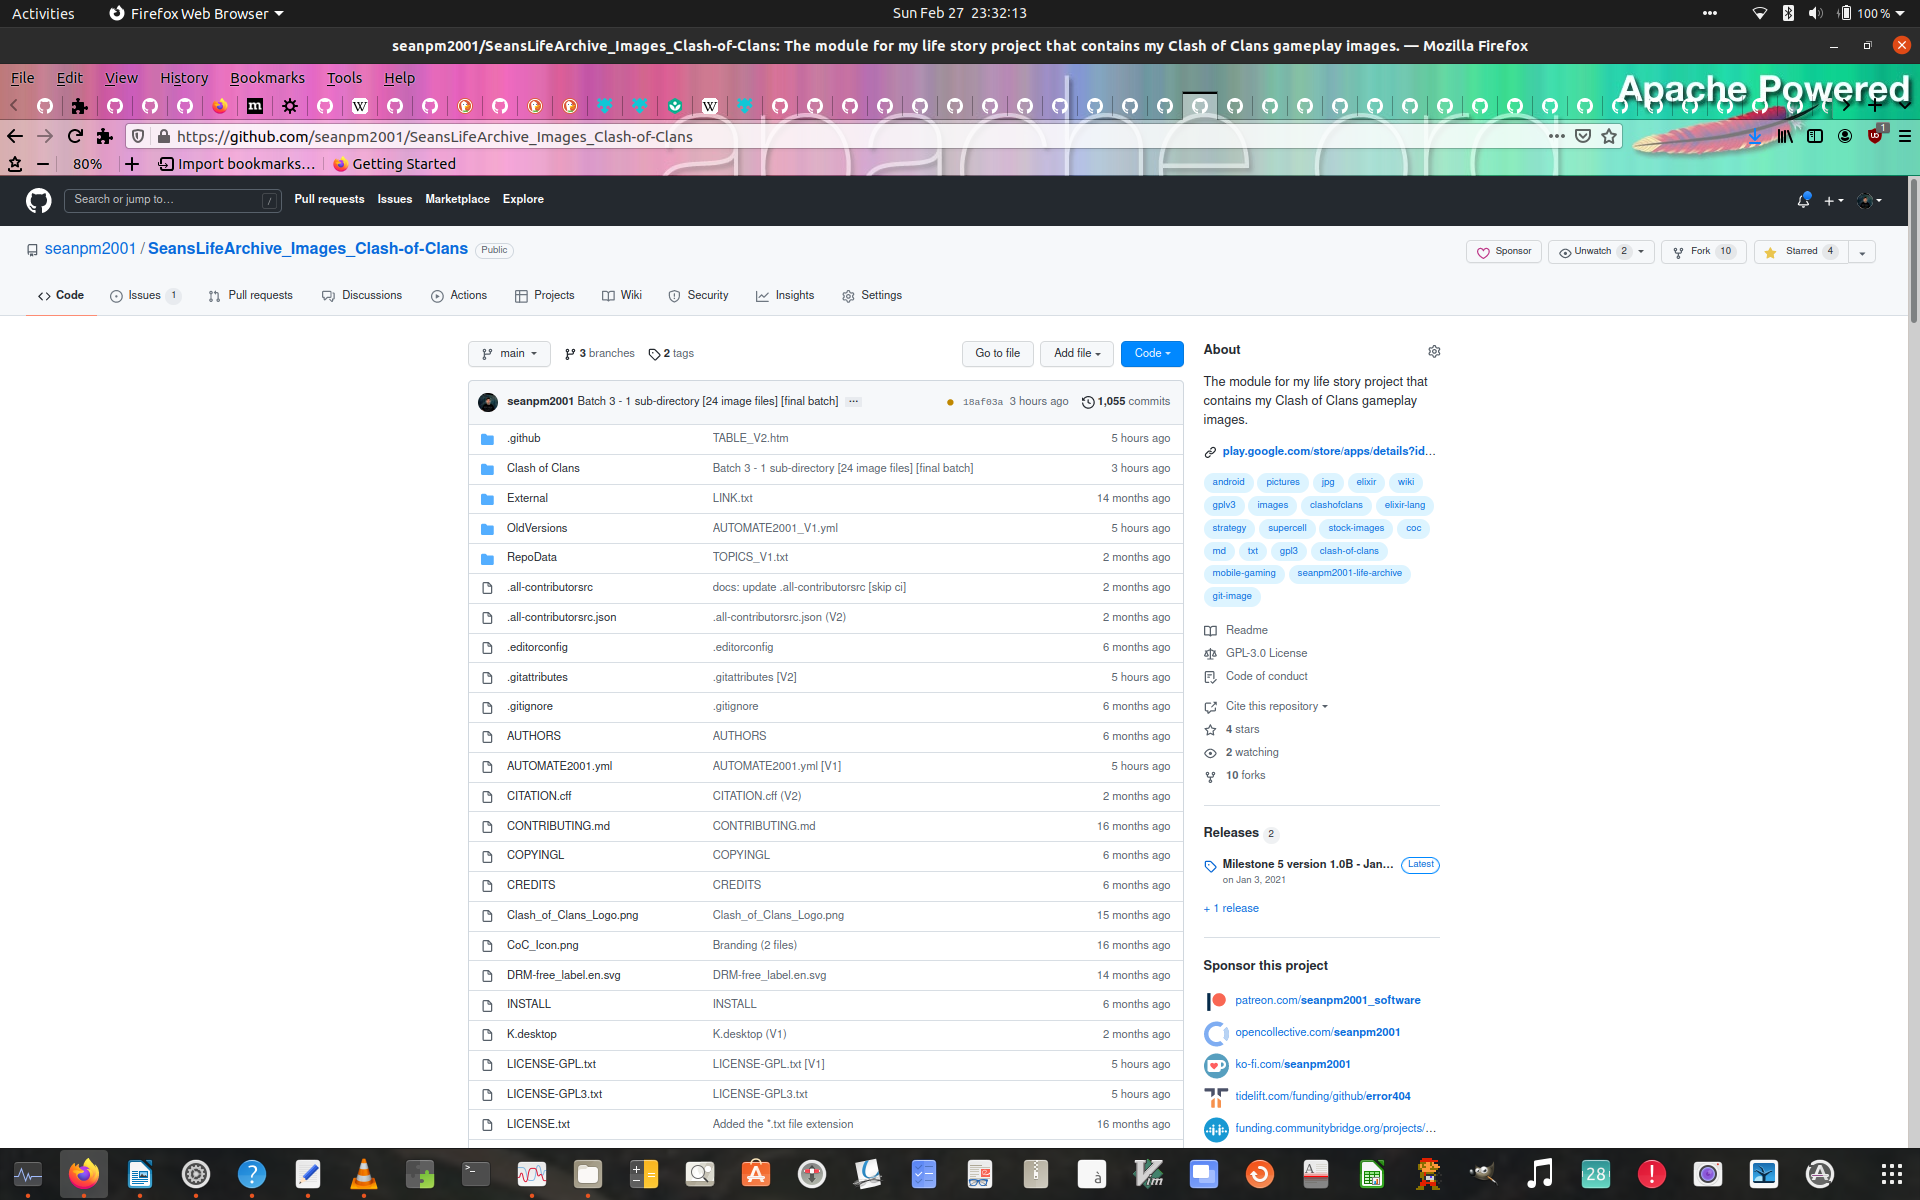 Activities Firefox Web Browser Sun Feb 27 23:32:13 100 %
seanpm2001/SeansLifeArchive_Images_Clash-of-Clans: The module for my life story project that contains my Clash of Clans gameplay images. — Mozilla Firefox
File Edit View History Bookmarks Tools Help
Apache Powered
https://github.com/seanpm2001/SeansLifeArchive_Images_Clash-of-Clans
80% Import bookmarks… Getting Started
Search or jump to… / Pull requests Issues Marketplace Explore
seanpm2001 / SeansLifeArchive_Images_Clash-of-Clans Public
Sponsor Unwatch 2 Fork 10 Starred 4
Code Issues 1 Pull requests Discussions Actions Projects Wiki Security Insights Settings
main 3 branches 2 tags Go to file Add file Code
seanpm2001 Batch 3 - 1 sub-directory [24 image files] [final batch] ... 18af03a 3 hours ago 1,055 commits
.github TABLE_V2.htm 5 hours ago
Clash of Clans Batch 3 - 1 sub-directory [24 image files] [final batch] 3 hours ago
External LINK.txt 14 months ago
OldVersions AUTOMATE2001_V1.yml 5 hours ago
RepoData TOPICS_V1.txt 2 months ago
.all-contributorsrc docs: update .all-contributorsrc [skip ci] 2 months ago
.all-contributorsrc.json .all-contributorsrc.json (V2) 2 months ago
.editorconfig .editorconfig 6 months ago
.gitattributes .gitattributes [V2] 5 hours ago
.gitignore .gitignore 6 months ago
AUTHORS AUTHORS 6 months ago
AUTOMATE2001.yml AUTOMATE2001.yml [V1] 5 hours ago
CITATION.cff CITATION.cff (V2) 2 months ago
CONTRIBUTING.md CONTRIBUTING.md 16 months ago
COPYINGL COPYINGL 6 months ago
CREDITS CREDITS 6 months ago
Clash_of_Clans_Logo.png Clash_of_Clans_Logo.png 15 months ago
CoC_Icon.png Branding (2 files) 16 months ago
DRM-free_label.en.svg DRM-free_label.en.svg 14 months ago
INSTALL INSTALL 6 months ago
K.desktop K.desktop (V1) 2 months ago
LICENSE-GPL.txt LICENSE-GPL.txt [V1] 5 hours ago
LICENSE-GPL3.txt LICENSE-GPL3.txt 5 hours ago
LICENSE.txt Added the *.txt file extension 16 months ago
About
The module for my life story project that
contains my Clash of Clans gameplay
images.
play.google.com/store/apps/details?id…
android pictures jpg elixir wiki
gplv3 images clashofclans elixir-lang
strategy supercell stock-images coc
md txt gpl3 clash-of-clans
mobile-gaming seanpm2001-life-archive
git-image
Readme
GPL-3.0 License
Code of conduct
Cite this repository
4 stars
2 watching
10 forks
Releases 2
Milestone 5 version 1.0B - Jan… Latest
on Jan 3, 2021
+ 1 release
Sponsor this project
patreon.com/seanpm2001_software
opencollective.com/seanpm2001
ko-fi.com/seanpm2001
tidelift.com/funding/github/error404
funding.communitybridge.org/projects/…
28